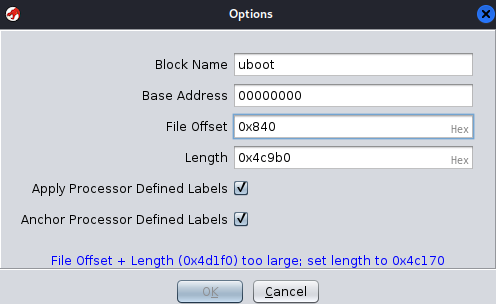 Options
Block Name uboot
Base Address 00000000
File Offset 0x840 Hex
Length 0x4c9b0 Hex
Apply Processor Defined Labels
Anchor Processor Defined Labels
File Offset + Length (0x4d1f0) too large; set length to 0x4c170
OK Cancel